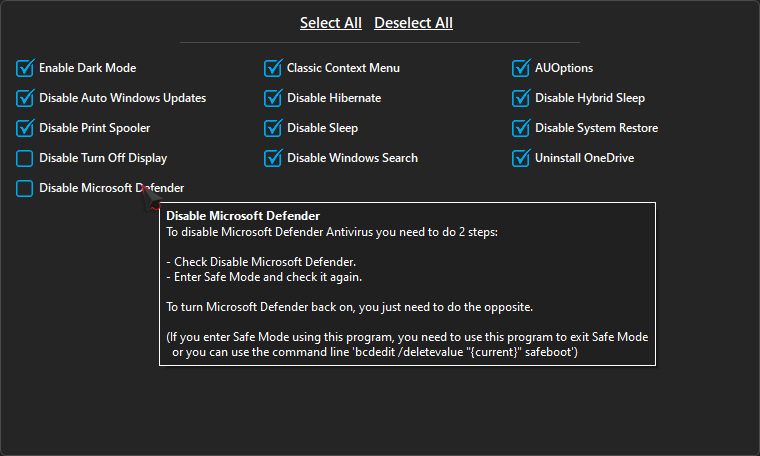 Select All Deselect All
Enable Dark Mode Classic Context Menu AUOptions
Disable Auto Windows Updates Disable Hibernate Disable Hybrid Sleep
Disable Print Spooler Disable Sleep Disable System Restore
Disable Turn Off Display Disable Windows Search Uninstall OneDrive
Disable Microsoft Defender
Disable Microsoft Defender
To disable Microsoft Defender Antivirus you need to do 2 steps:
- Check Disable Microsoft Defender.
- Enter Safe Mode and check it again.
To turn Microsoft Defender back on, you just need to do the opposite.
(If you enter Safe Mode using this program, you need to use this program to exit Safe Mode
or you can use the command line 'bcdedit /deletevalue "{current}" safeboot')